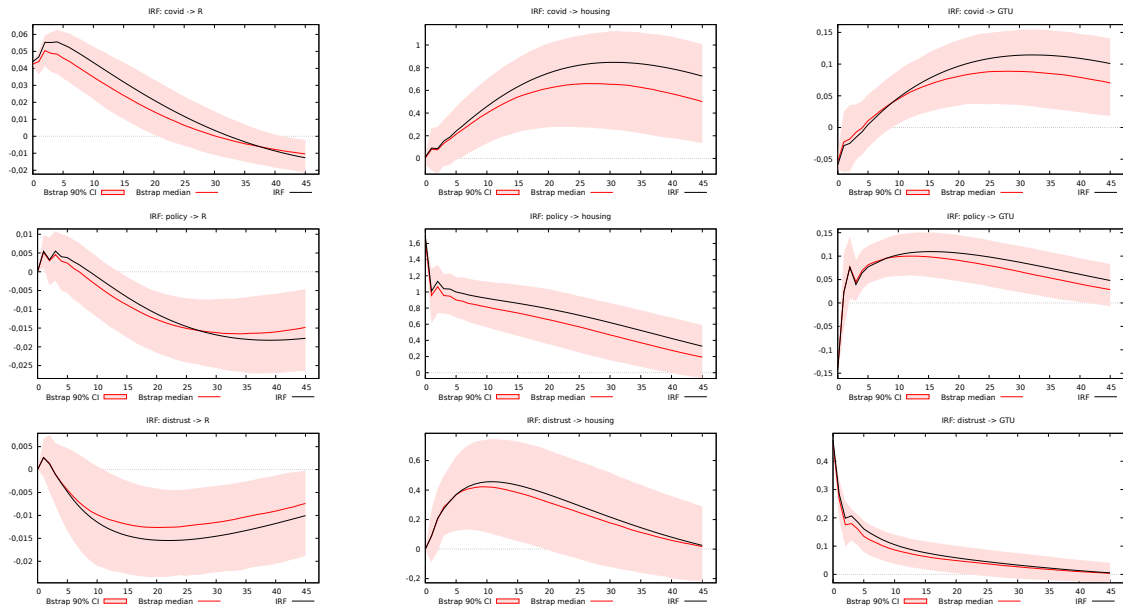 IRF: covid -> R
0,06
0,05
0,04
0,03
0,02
0,01
0
-0,01
-0,02
0 5 10 15 20 25 30 35 40 45
Bstrap 90% CI Bstrap median IRF
IRF: covid -> housing
1
0,8
0,6
0,4
0,2
0
0 5 10 15 20 25 30 35 40 45
Bstrap 90% CI Bstrap median IRF
IRF: covid -> GTU
0,15
0,1
0,05
0
-0,05
0 5 10 15 20 25 30 35 40 45
Bstrap 90% CI Bstrap median IRF
IRF: policy -> R
0,01
0,005
0
-0,005
-0,01
-0,015
-0,02
-0,025
0 5 10 15 20 25 30 35 40 45
Bstrap 90% CI Bstrap median IRF
IRF: policy -> housing
1,6
1,4
1,2
1
0,8
0,6
0,4
0,2
0
0 5 10 15 20 25 30 35 40 45
Bstrap 90% CI Bstrap median IRF
IRF: policy -> GTU
0,15
0,1
0,05
0
-0,05
-0,1
-0,15
0 5 10 15 20 25 30 35 40 45
Bstrap 90% CI Bstrap median IRF
IRF: distrust -> R
0,005
0
-0,005
-0,01
-0,015
-0,02
0 5 10 15 20 25 30 35 40 45
Bstrap 90% CI Bstrap median IRF
IRF: distrust -> housing
0,6
0,4
0,2
0
-0,2
0 5 10 15 20 25 30 35 40 45
Bstrap 90% CI Bstrap median IRF
IRF: distrust -> GTU
0,4
0,3
0,2
0,1
0
0 5 10 15 20 25 30 35 40 45
Bstrap 90% CI Bstrap median IRF